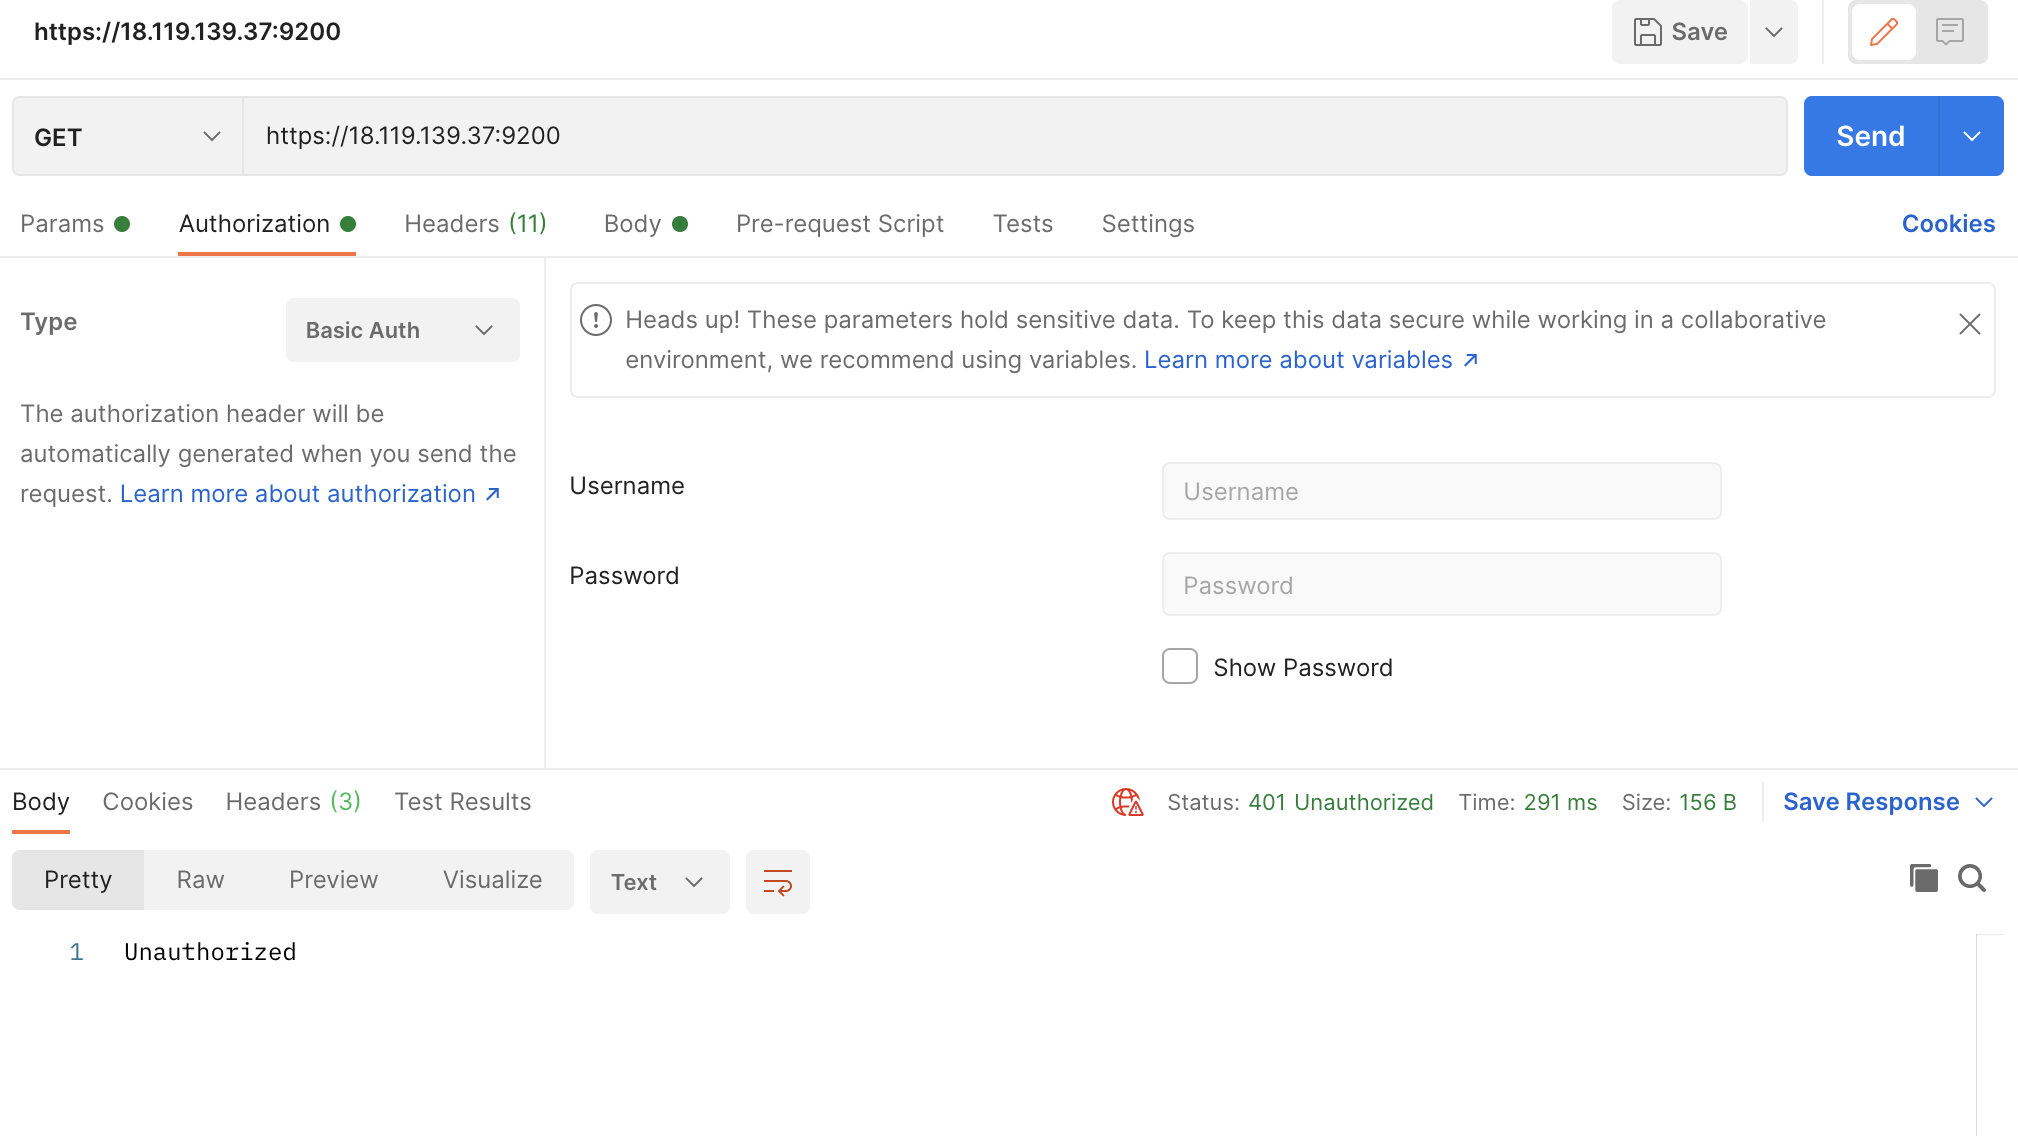 https://18.119.139.37:9200
Save
GET
https://18.119.139.37:9200
Send
Params
Authorization
Headers (11)
Body
Pre-request Script
Tests
Settings
Cookies
Type
Basic Auth
The authorization header will be
automatically generated when you send the
request. Learn more about authorization ↗
Heads up! These parameters hold sensitive data. To keep this data secure while working in a collaborative
environment, we recommend using variables. Learn more about variables ↗
Username
Username
Password
Password
Show Password
Body
Cookies
Headers (3)
Test Results
Status: 401 Unauthorized
Time: 291 ms
Size: 156 B
Save Response
Pretty
Raw
Preview
Visualize
Text
1 Unauthorized